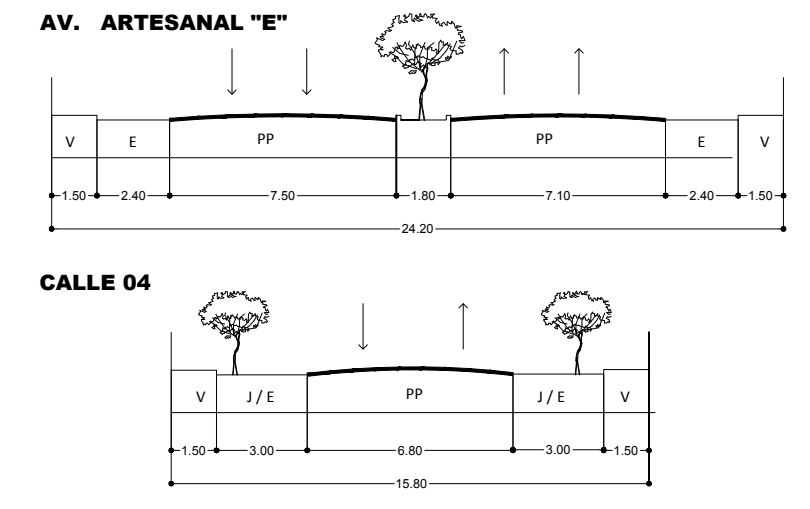 AV. ARTESANAL "E"
V E PP PP E V
1.50 2.40 7.50 1.80 7.10 2.40 1.50
24.20
CALLE 04
V J / E PP J / E V
1.50 3.00 6.80 3.00 1.50
15.80